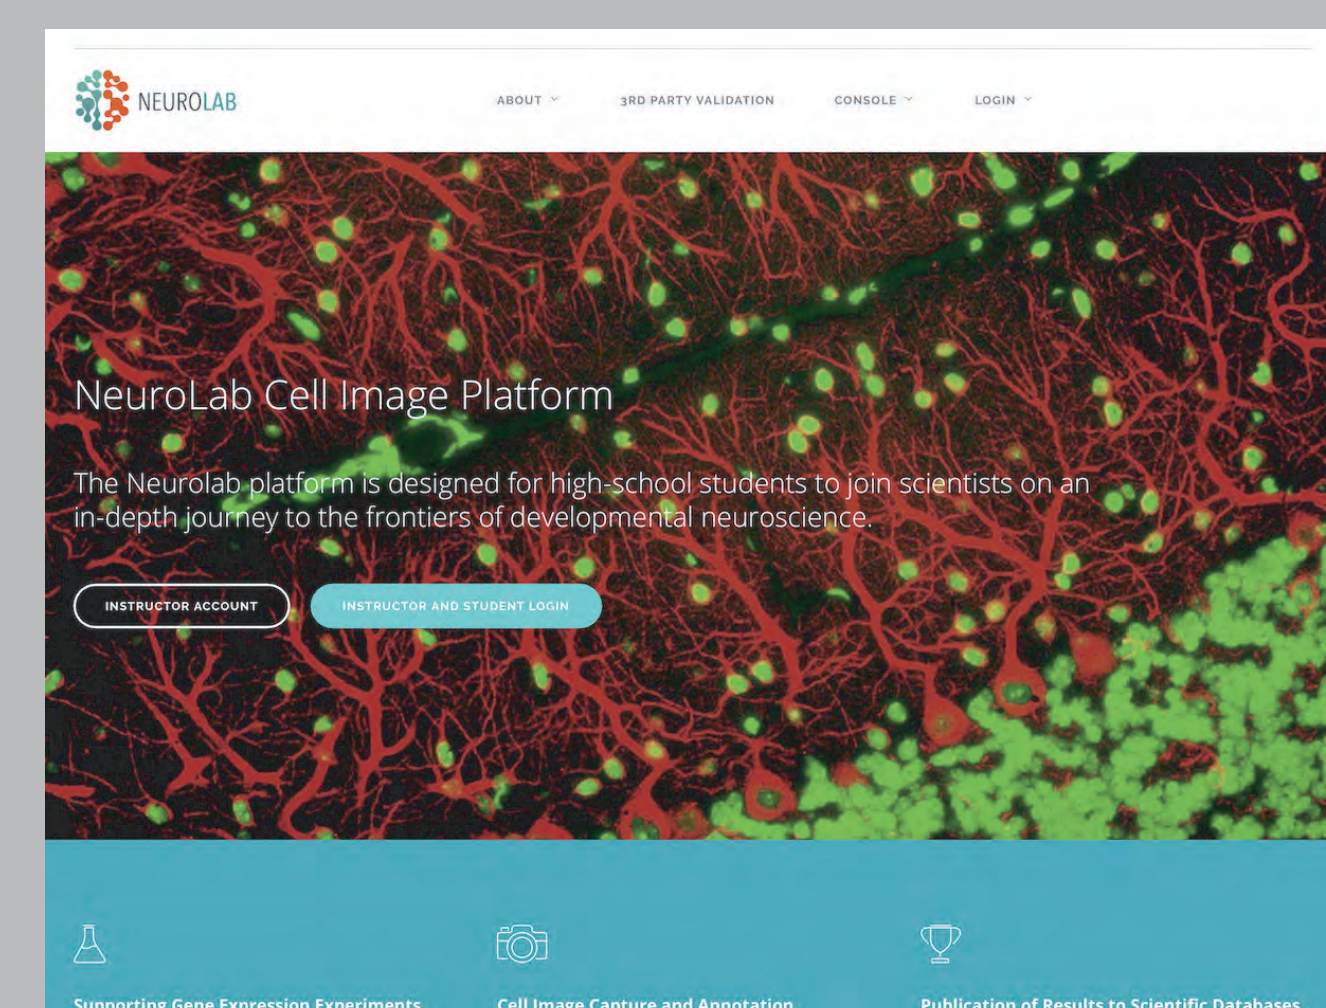 NEUROLAB
ABOUT
3RD PARTY VALIDATION
CONSOLE
LOGIN
NeuroLab Cell Image Platform
The Neurolab platform is designed for high-school students to join scientists on an
in-depth journey to the frontiers of developmental neuroscience.
INSTRUCTOR ACCOUNT
INSTRUCTOR AND STUDENT LOGIN
Supporting Gene Expression Experiments
Cell Image Capture and Annotation
Publication of Results to Scientific Databases